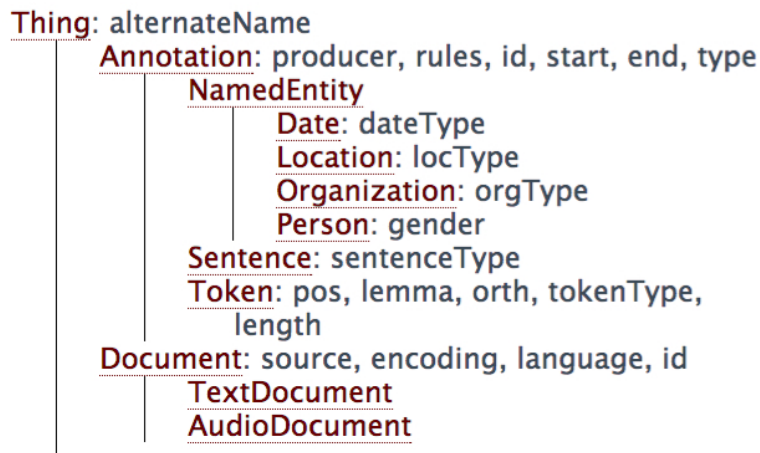 Thing: alternateName
Annotation: producer, rules, id, start, end, type
NamedEntity
Date: dateType
Location: locType
Organization: orgType
Person: gender
Sentence: sentenceType
Token: pos, lemma, orth, tokenType,
length
Document: source, encoding, language, id
TextDocument
AudioDocument